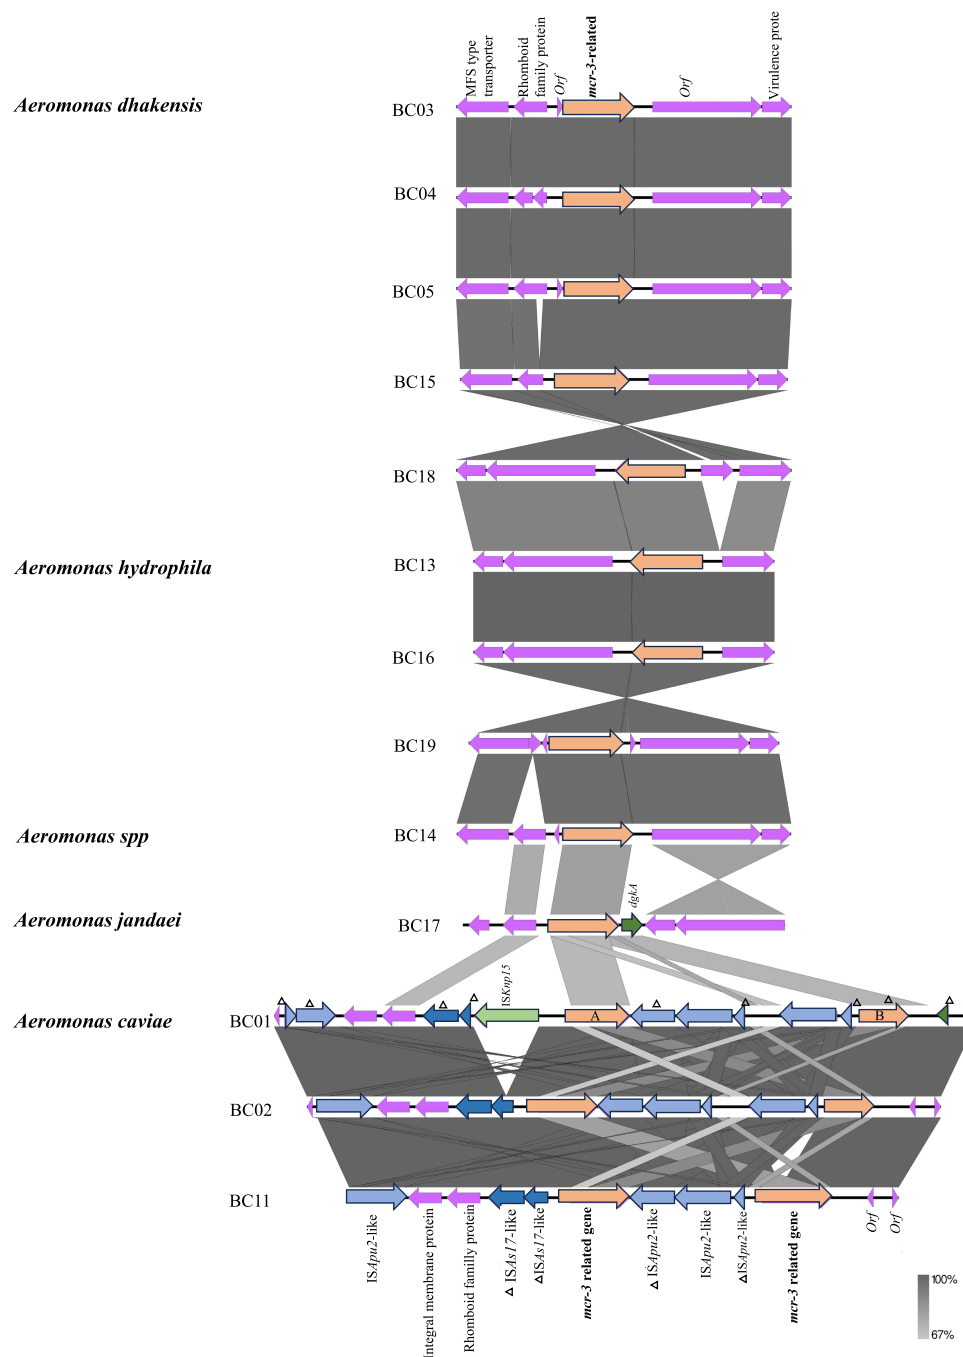 MFS type
transporter
Rhomboid
family protein
Orf
mcr-3-related
Orf
Virulence prote
Aeromonas dhakensis
BC03
BC04
BC05
BC15
BC18
Aeromonas hydrophila
BC13
BC16
BC19
Aeromonas spp
BC14
dgkA
Aeromonas jandaei
BC17
ISKnp15
Aeromonas caviae
BC01
A
B
BC02
BC11
ISApu2-like
Integral membrane protein
Rhomboid familly protein
Δ ISAs17-like
ΔISAs17-like
mcr-3 related gene
Δ ISApu2-like
ISApu2-like
ΔISApu2-like
mcr-3 related gene
Orf
Orf
100%
67%